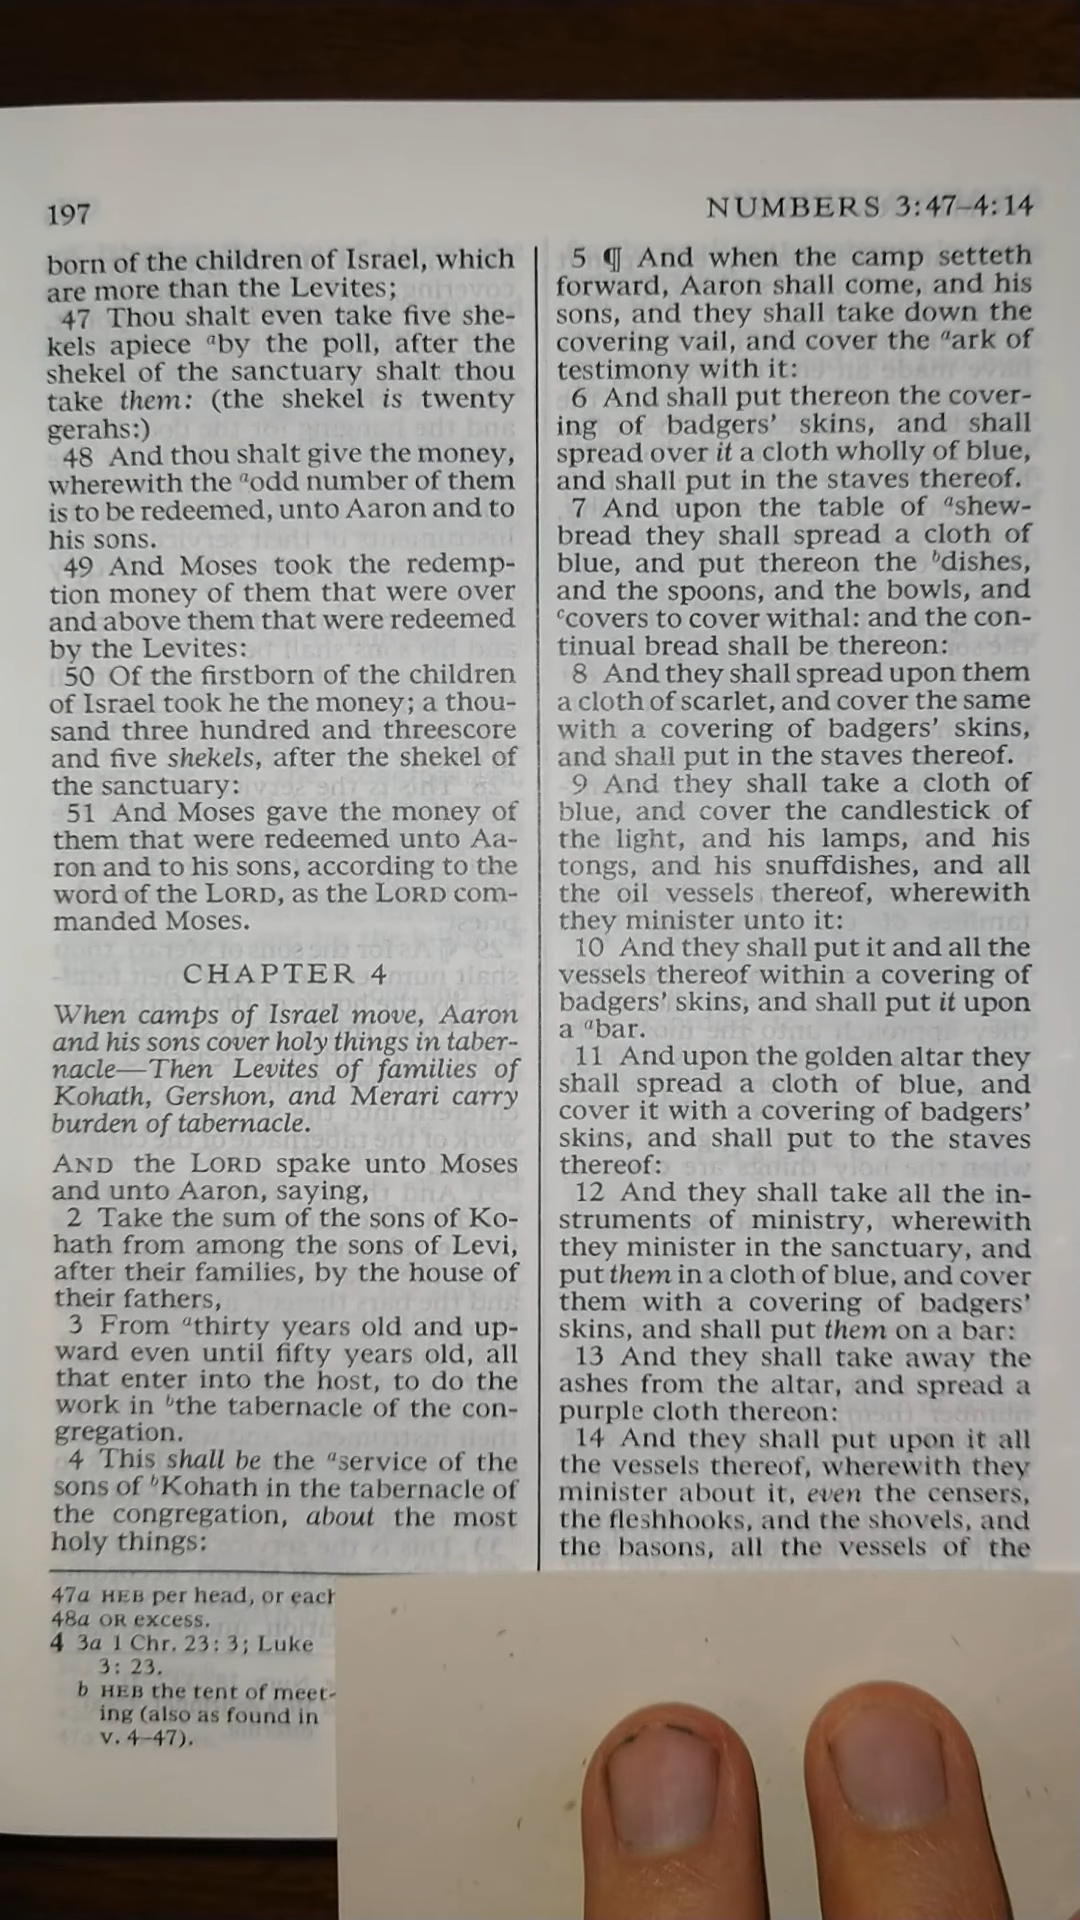 197
NUMBERS 3:47–4:14
born of the children of Israel, which
are more than the Levites;
47 Thou shalt even take five she-
kels apiece ᵃby the poll, after the
shekel of the sanctuary shalt thou
take them: (the shekel is twenty
gerahs:)
48 And thou shalt give the money,
wherewith the ᵃodd number of them
is to be redeemed, unto Aaron and to
his sons.
49 And Moses took the redemp-
tion money of them that were over
and above them that were redeemed
by the Levites:
50 Of the firstborn of the children
of Israel took he the money; a thou-
sand three hundred and threescore
and five shekels, after the shekel of
the sanctuary:
51 And Moses gave the money of
them that were redeemed unto Aa-
ron and to his sons, according to the
word of the LORD, as the LORD com-
manded Moses.
CHAPTER 4
When camps of Israel move, Aaron
and his sons cover holy things in taber-
nacle—Then Levites of families of
Kohath, Gershon, and Merari carry
burden of tabernacle.
AND the LORD spake unto Moses
and unto Aaron, saying,
2 Take the sum of the sons of Ko-
hath from among the sons of Levi,
after their families, by the house of
their fathers,
3 From ᵃthirty years old and up-
ward even until fifty years old, all
that enter into the host, to do the
work in ᵇthe tabernacle of the con-
gregation.
4 This shall be the ᵃservice of the
sons of ᵇKohath in the tabernacle of
the congregation, about the most
holy things:
5 ¶ And when the camp setteth
forward, Aaron shall come, and his
sons, and they shall take down the
covering vail, and cover the ᵃark of
testimony with it:
6 And shall put thereon the cover-
ing of badgers' skins, and shall
spread over it a cloth wholly of blue,
and shall put in the staves thereof.
7 And upon the table of ᵃshew-
bread they shall spread a cloth of
blue, and put thereon the ᵇdishes,
and the spoons, and the bowls, and
ᶜcovers to cover withal: and the con-
tinual bread shall be thereon:
8 And they shall spread upon them
a cloth of scarlet, and cover the same
with a covering of badgers' skins,
and shall put in the staves thereof.
9 And they shall take a cloth of
blue, and cover the candlestick of
the light, and his lamps, and his
tongs, and his snuffdishes, and all
the oil vessels thereof, wherewith
they minister unto it:
10 And they shall put it and all the
vessels thereof within a covering of
badgers' skins, and shall put it upon
a ᵃbar.
11 And upon the golden altar they
shall spread a cloth of blue, and
cover it with a covering of badgers'
skins, and shall put to the staves
thereof:
12 And they shall take all the in-
struments of ministry, wherewith
they minister in the sanctuary, and
put them in a cloth of blue, and cover
them with a covering of badgers'
skins, and shall put them on a bar:
13 And they shall take away the
ashes from the altar, and spread a
purple cloth thereon:
14 And they shall put upon it all
the vessels thereof, wherewith they
minister about it, even the censers,
the fleshhooks, and the shovels, and
the basons, all the vessels of the
47a HEB per head, or each
48a OR excess.
4 3a 1 Chr. 23: 3; Luke
3: 23.
b HEB the tent of meet-
ing (also as found in
v. 4–47).